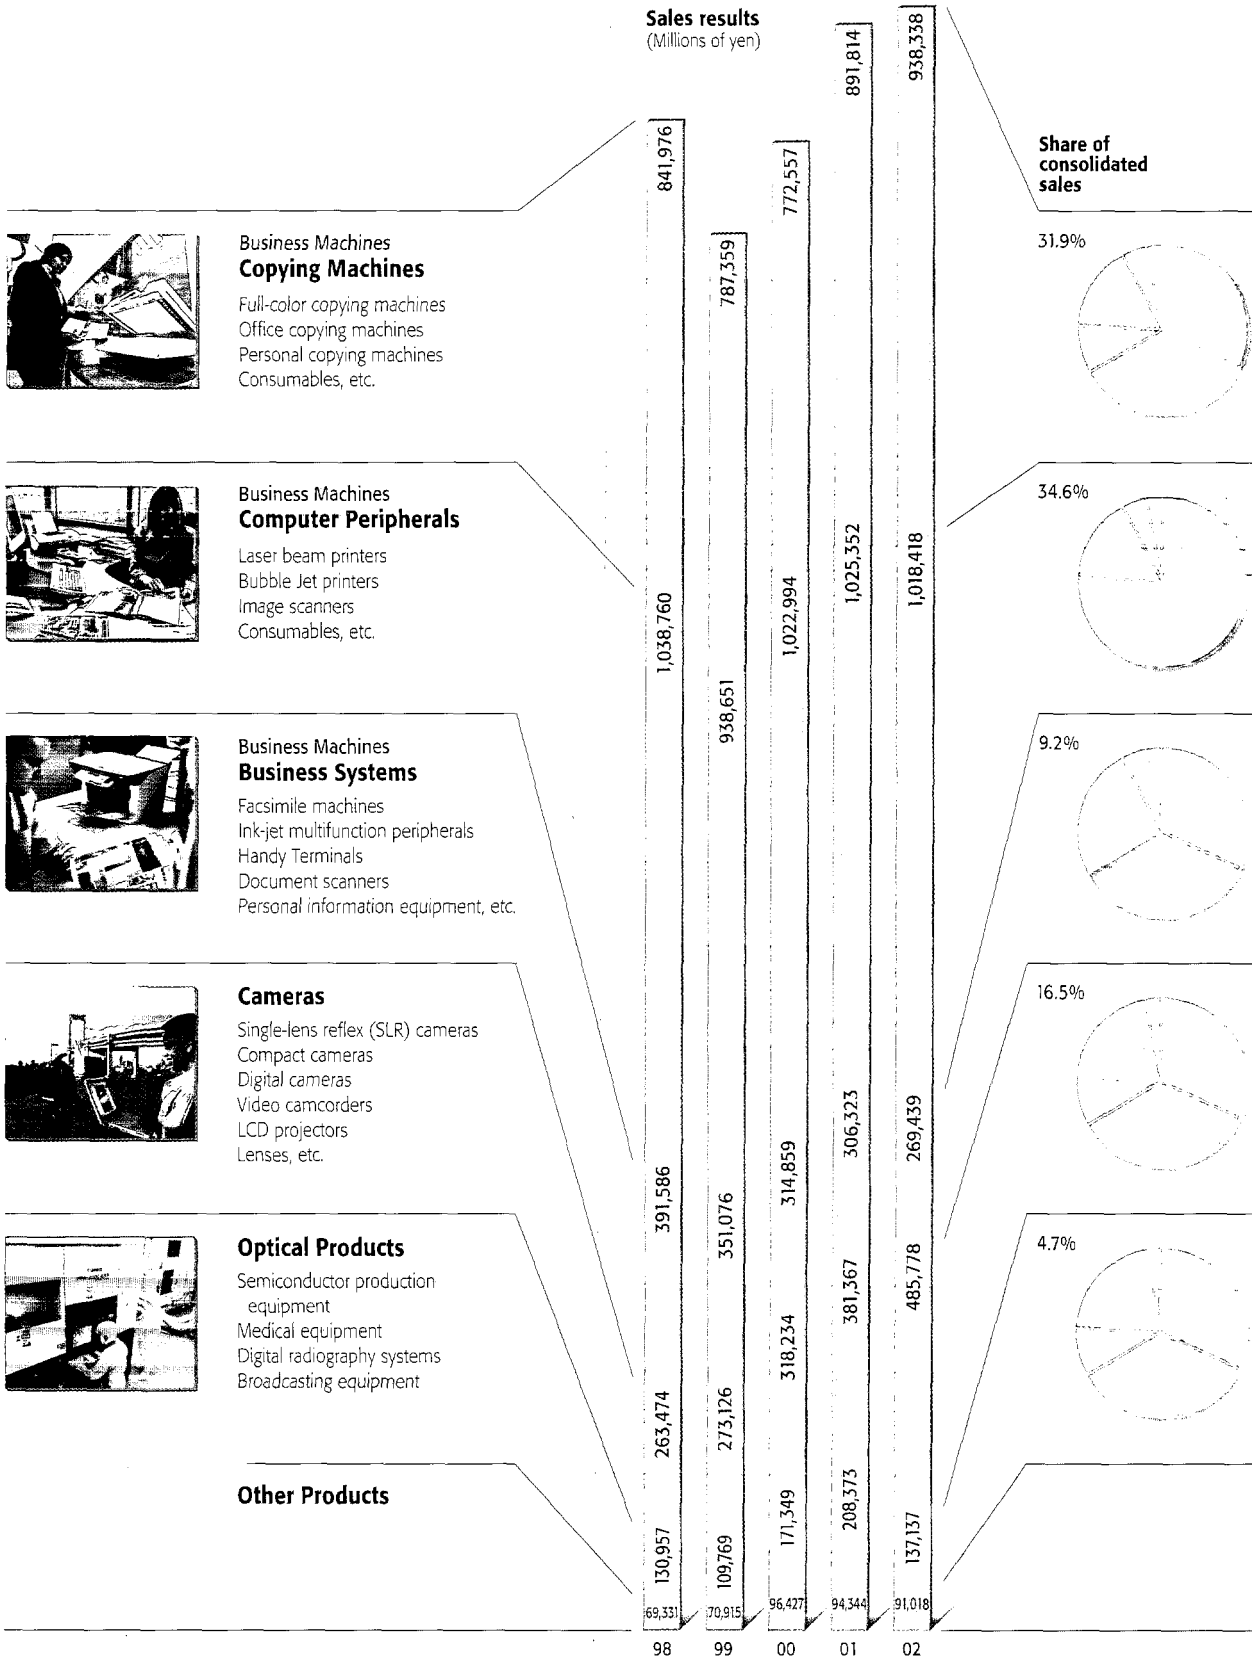 Sales results
(Millions of yen)
Share of
consolidated
sales
Business Machines
Copying Machines
Full-color copying machines
Office copying machines
Personal copying machines
Consumables, etc.
841,976
787,359
772,557
891,814
938,338
31.9%
Business Machines
Computer Peripherals
Laser beam printers
Bubble Jet printers
Image scanners
Consumables, etc.
1,038,760
938,651
1,022,994
1,025,352
1,018,418
34.6%
Business Machines
Business Systems
Facsimile machines
Ink-jet multifunction peripherals
Handy Terminals
Document scanners
Personal information equipment, etc.
391,586
351,076
314,859
306,323
269,439
9.2%
Cameras
Single-lens reflex (SLR) cameras
Compact cameras
Digital cameras
Video camcorders
LCD projectors
Lenses, etc.
263,474
273,126
318,234
381,367
485,778
16.5%
Optical Products
Semiconductor production
equipment
Medical equipment
Digital radiography systems
Broadcasting equipment
130,957
109,769
171,349
208,373
137,137
4.7%
Other Products
69,331
70,915
96,427
94,344
91,018
98 99 00 01 02